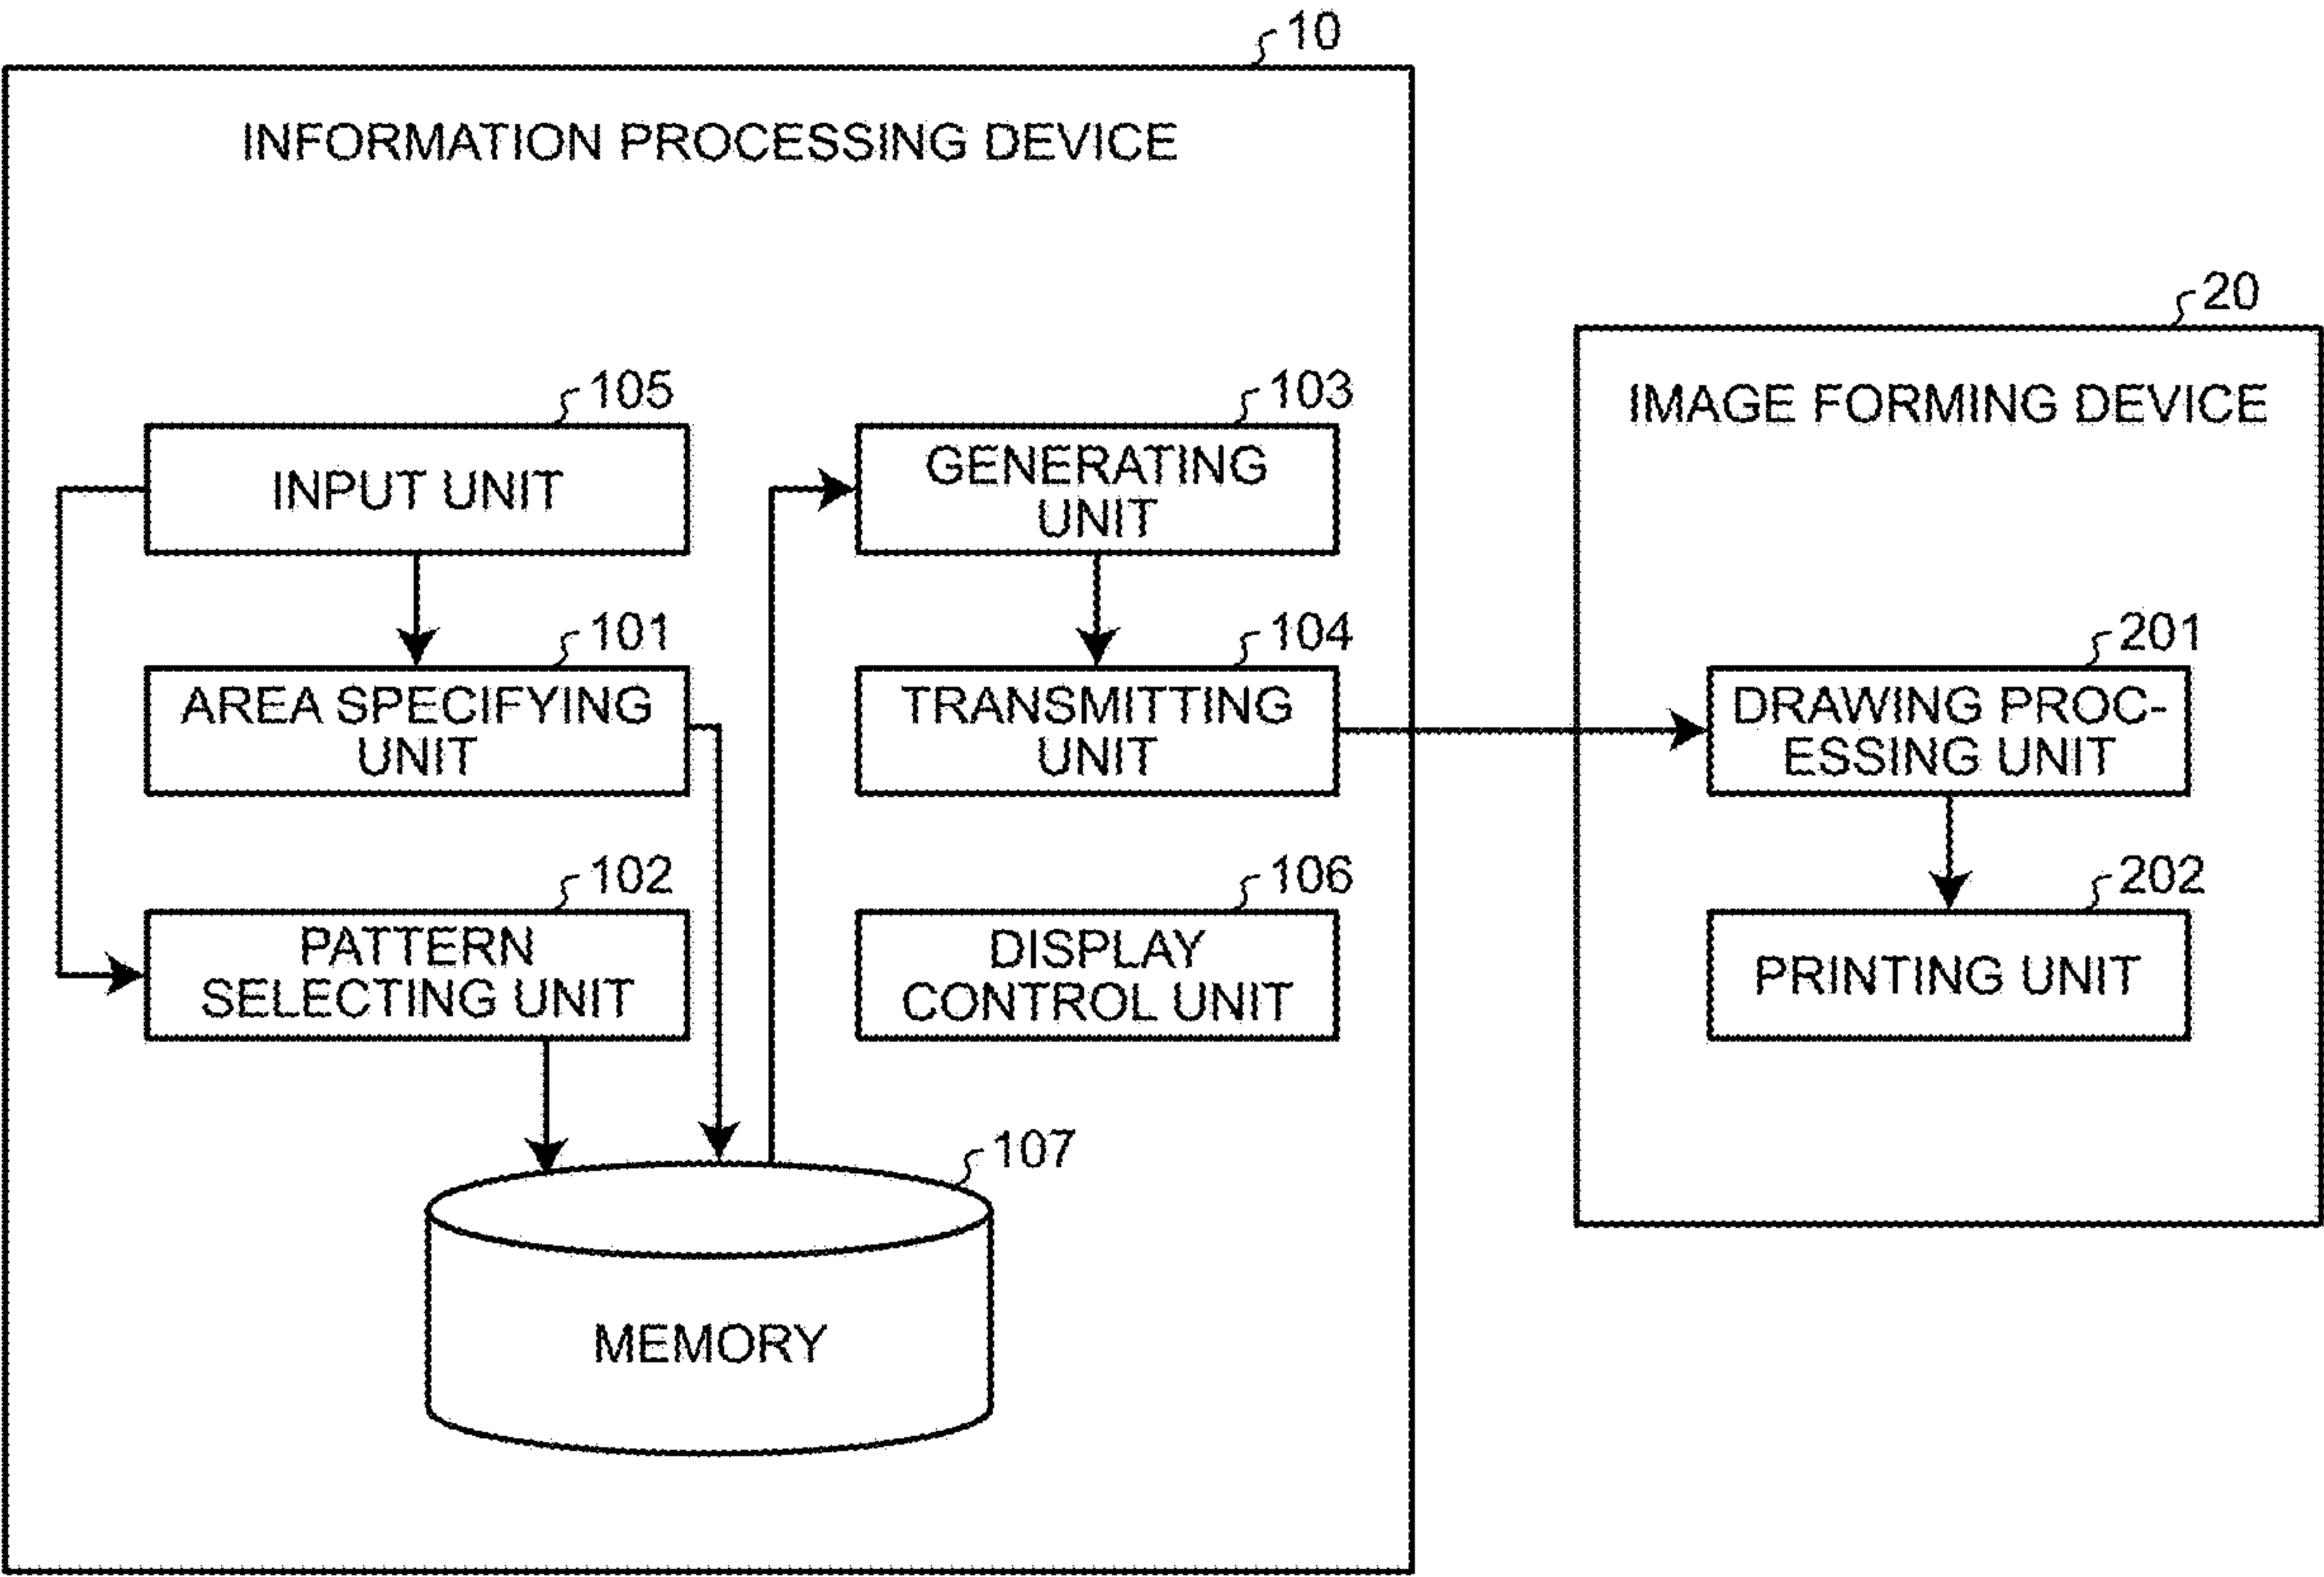 10
INFORMATION PROCESSING DEVICE
105
INPUT UNIT
101
AREA SPECIFYING
UNIT
102
PATTERN
SELECTING UNIT
103
GENERATING
UNIT
104
TRANSMITTING
UNIT
106
DISPLAY
CONTROL UNIT
107
MEMORY
20
IMAGE FORMING DEVICE
201
DRAWING PROC-
ESSING UNIT
202
PRINTING UNIT